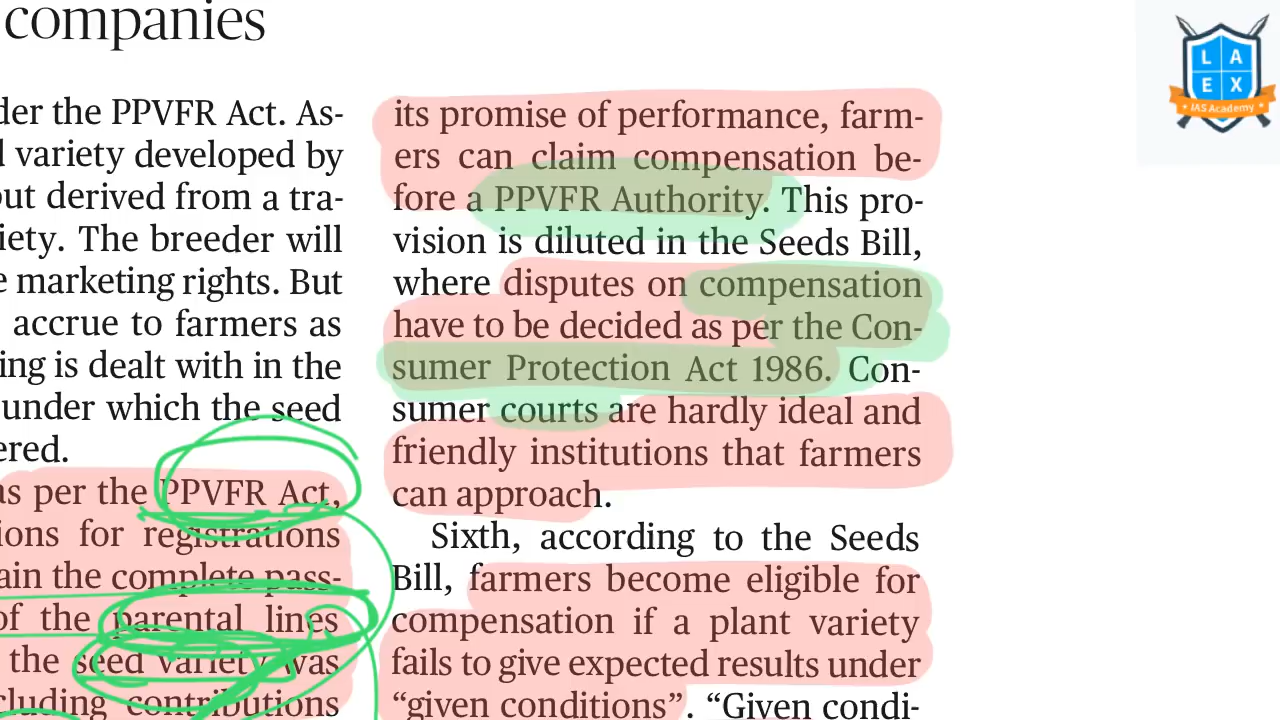 companies
der the PPVFR Act. As-
l variety developed by
out derived from a tra-
iety. The breeder will
e marketing rights. But
accrue to farmers as
ing is dealt with in the
under which the seed
ered.
as per the PPVFR Act,
ions for registrations
ain the complete pass-
of the parental lines
the seed variety was
cluding contributions
its promise of performance, farm-
ers can claim compensation be-
fore a PPVFR Authority. This pro-
vision is diluted in the Seeds Bill,
where disputes on compensation
have to be decided as per the Con-
sumer Protection Act 1986. Con-
sumer courts are hardly ideal and
friendly institutions that farmers
can approach.
Sixth, according to the Seeds
Bill, farmers become eligible for
compensation if a plant variety
fails to give expected results under
“given conditions”. “Given condi-
L A
E X
IAS Academy